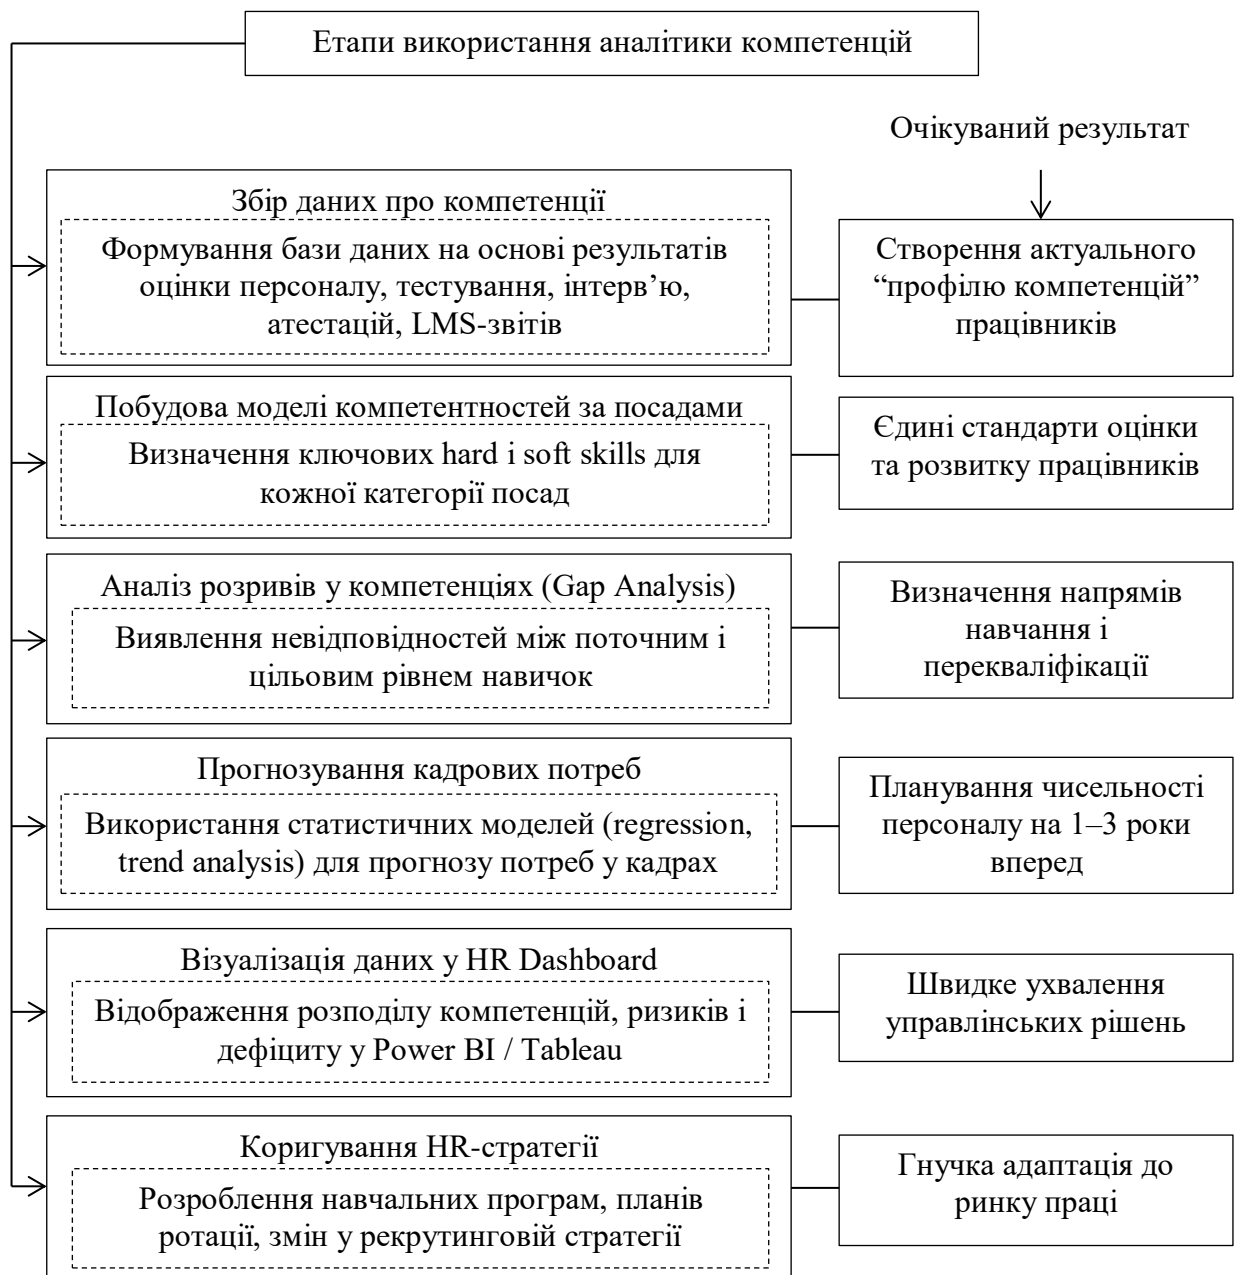 Етапи використання аналітики компетенцій
Очікуваний результат
Збір даних про компетенції
Формування бази даних на основі результатів
оцінки персоналу, тестування, інтерв’ю,
атестацій, LMS-звітів
Створення актуального
“профілю компетенцій”
працівників
Побудова моделі компетентностей за посадами
Визначення ключових hard і soft skills для
кожної категорії посад
Єдині стандарти оцінки
та розвитку працівників
Аналіз розривів у компетенціях (Gap Analysis)
Виявлення невідповідностей між поточним і
цільовим рівнем навичок
Визначення напрямів
навчання і
перекваліфікації
Прогнозування кадрових потреб
Використання статистичних моделей (regression,
trend analysis) для прогнозу потреб у кадрах
Планування чисельності
персоналу на 1–3 роки
вперед
Візуалізація даних у HR Dashboard
Відображення розподілу компетенцій, ризиків і
дефіциту у Power BI / Tableau
Швидке ухвалення
управлінських рішень
Коригування HR-стратегії
Розроблення навчальних програм, планів
ротації, змін у рекрутинговій стратегії
Гнучка адаптація до
ринку праці